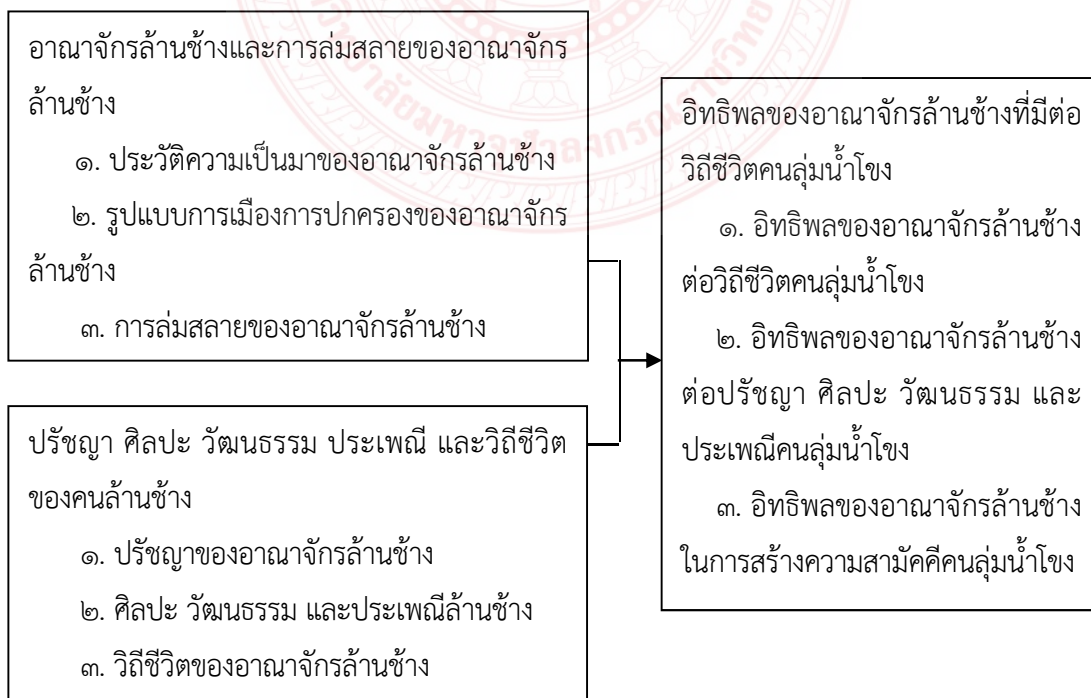 อาณาจักรล้านช้างและการล่มสลายของอาณาจักร
ล้านช้าง
๑. ประวัติความเป็นมาของอาณาจักรล้านช้าง
๒. รูปแบบการเมืองการปกครองของอาณาจักร
ล้านช้าง
๓. การล่มสลายของอาณาจักรล้านช้าง
ปรัชญา ศิลปะ วัฒนธรรม ประเพณี และวิถีชีวิต
ของคนล้านช้าง
๑. ปรัชญาของอาณาจักรล้านช้าง
๒. ศิลปะ วัฒนธรรม และประเพณีล้านช้าง
๓. วิถีชีวิตของอาณาจักรล้านช้าง
อิทธิพลของอาณาจักรล้านช้างที่มีต่อ
วิถีชีวิตคนลุ่มน้ำโขง
๑. อิทธิพลของอาณาจักรล้านช้าง
ต่อวิถีชีวิตคนลุ่มน้ำโขง
๒. อิทธิพลของอาณาจักรล้านช้าง
ต่อปรัชญา ศิลปะ วัฒนธรรม และ
ประเพณีคนลุ่มน้ำโขง
๓. อิทธิพลของอาณาจักรล้านช้าง
ในการสร้างความสามัคคีคนลุ่มน้ำโขง